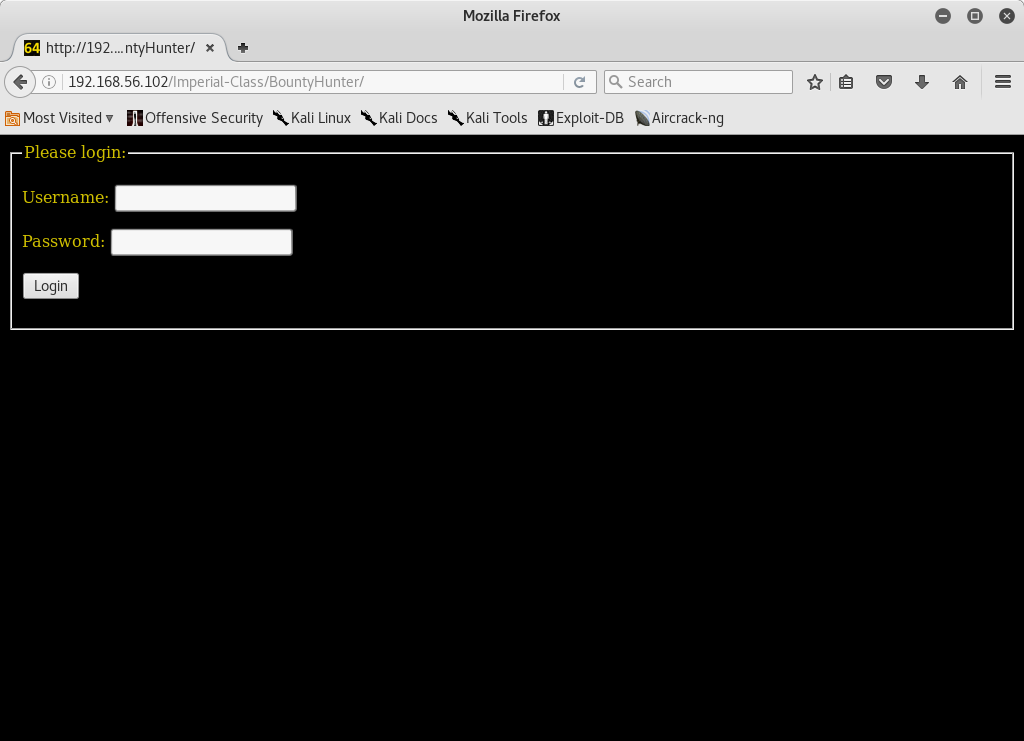 Mozilla Firefox
64 http://192....ntyHunter/
192.168.56.102/Imperial-Class/BountyHunter/ Search
Most Visited Offensive Security Kali Linux Kali Docs Kali Tools Exploit-DB Aircrack-ng
Please login:
Username:
Password:
Login